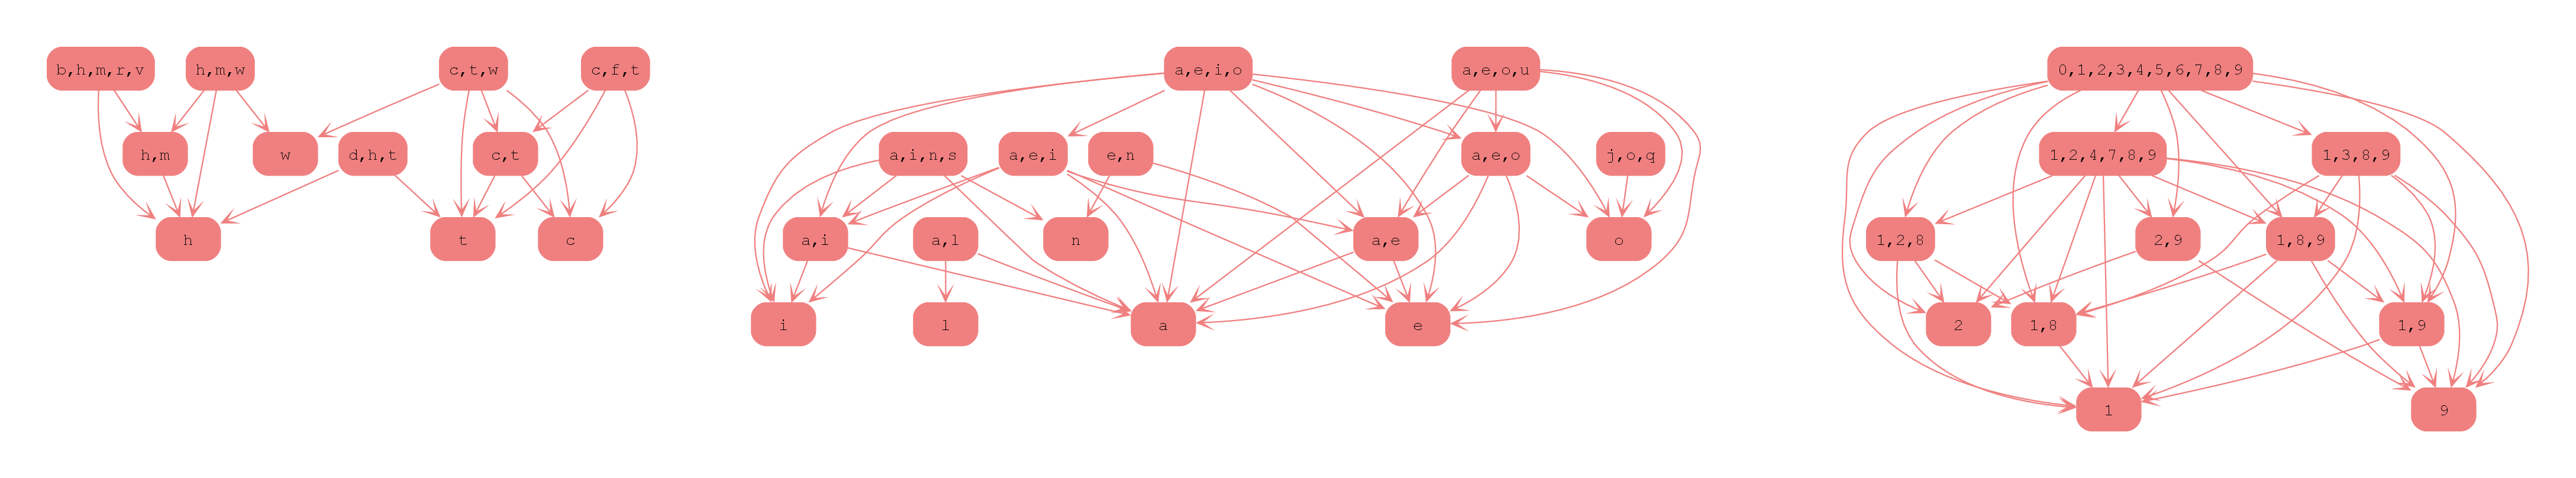 b,h,m,r,v
h,m,w
c,t,w
c,f,t
a,e,i,o
a,e,o,u
0,1,2,3,4,5,6,7,8,9
h,m
w
d,h,t
c,t
a,i,n,s
a,e,i
e,n
a,e,o
j,o,q
1,2,4,7,8,9
1,3,8,9
h
t
c
a,i
a,l
n
a,e
o
1,2,8
2,9
1,8,9
i
l
a
e
2
1,8
1,9
1
9